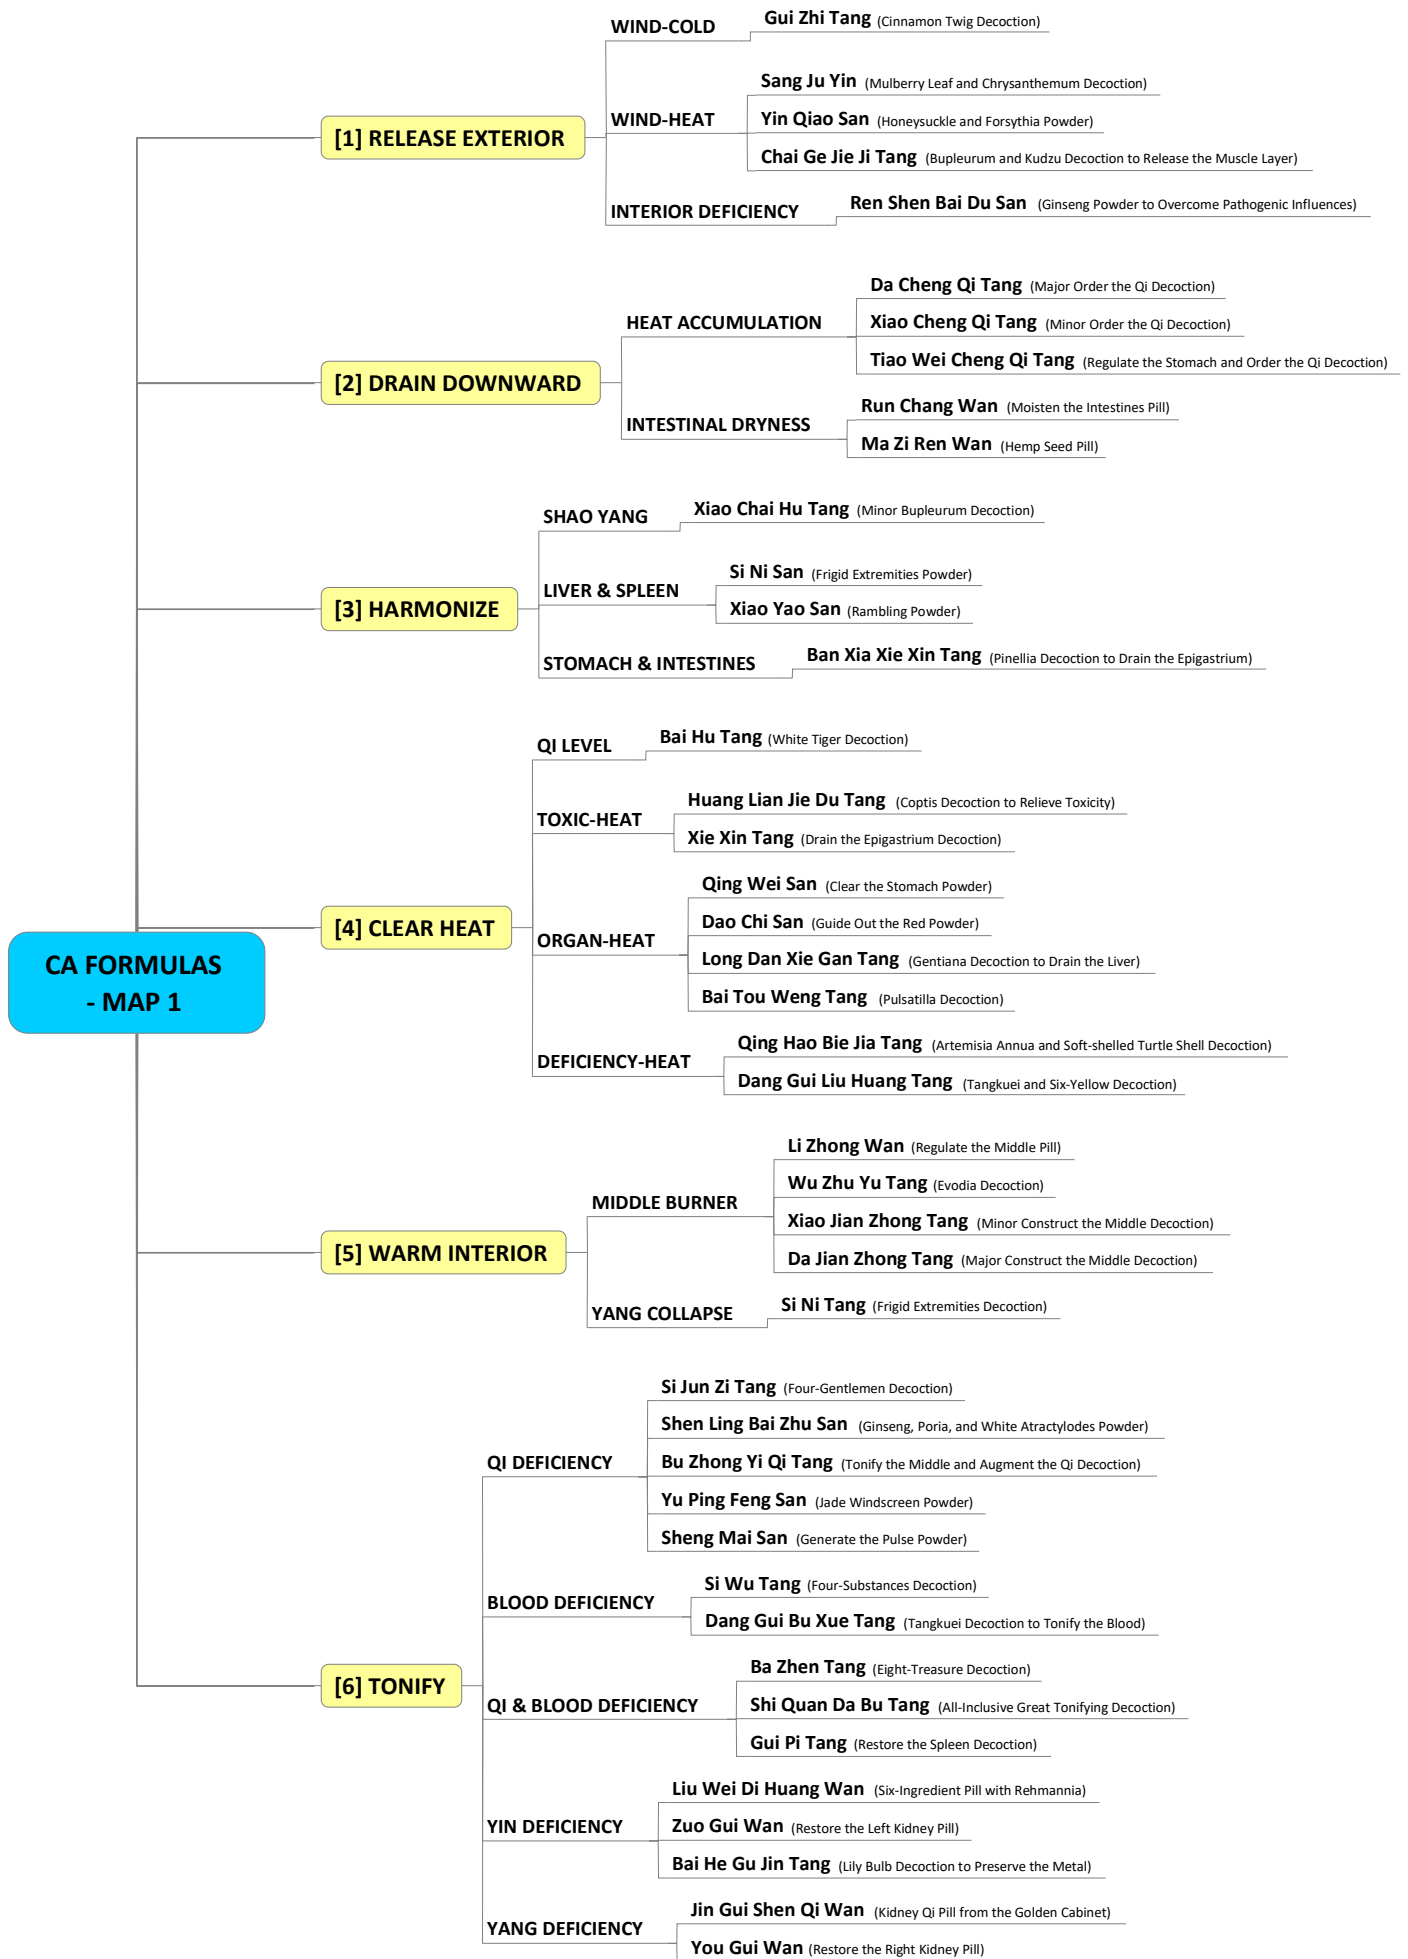 CA FORMULAS
- MAP 1
[1] RELEASE EXTERIOR
WIND-COLD
Gui Zhi Tang (Cinnamon Twig Decoction)
WIND-HEAT
Sang Ju Yin (Mulberry Leaf and Chrysanthemum Decoction)
Yin Qiao San (Honeysuckle and Forsythia Powder)
Chai Ge Jie Ji Tang (Bupleurum and Kudzu Decoction to Release the Muscle Layer)
INTERIOR DEFICIENCY
Ren Shen Bai Du San (Ginseng Powder to Overcome Pathogenic Influences)
[2] DRAIN DOWNWARD
HEAT ACCUMULATION
Da Cheng Qi Tang (Major Order the Qi Decoction)
Xiao Cheng Qi Tang (Minor Order the Qi Decoction)
Tiao Wei Cheng Qi Tang (Regulate the Stomach and Order the Qi Decoction)
INTESTINAL DRYNESS
Run Chang Wan (Moisten the Intestines Pill)
Ma Zi Ren Wan (Hemp Seed Pill)
[3] HARMONIZE
SHAO YANG
Xiao Chai Hu Tang (Minor Bupleurum Decoction)
LIVER & SPLEEN
Si Ni San (Frigid Extremities Powder)
Xiao Yao San (Rambling Powder)
STOMACH & INTESTINES
Ban Xia Xie Xin Tang (Pinellia Decoction to Drain the Epigastrium)
[4] CLEAR HEAT
QI LEVEL
Bai Hu Tang (White Tiger Decoction)
TOXIC-HEAT
Huang Lian Jie Du Tang (Coptis Decoction to Relieve Toxicity)
Xie Xin Tang (Drain the Epigastrium Decoction)
ORGAN-HEAT
Qing Wei San (Clear the Stomach Powder)
Dao Chi San (Guide Out the Red Powder)
Long Dan Xie Gan Tang (Gentiana Decoction to Drain the Liver)
Bai Tou Weng Tang (Pulsatilla Decoction)
DEFICIENCY-HEAT
Qing Hao Bie Jia Tang (Artemisia Annua and Soft-shelled Turtle Shell Decoction)
Dang Gui Liu Huang Tang (Tangkuei and Six-Yellow Decoction)
[5] WARM INTERIOR
MIDDLE BURNER
Li Zhong Wan (Regulate the Middle Pill)
Wu Zhu Yu Tang (Evodia Decoction)
Xiao Jian Zhong Tang (Minor Construct the Middle Decoction)
Da Jian Zhong Tang (Major Construct the Middle Decoction)
YANG COLLAPSE
Si Ni Tang (Frigid Extremities Decoction)
[6] TONIFY
QI DEFICIENCY
Si Jun Zi Tang (Four-Gentlemen Decoction)
Shen Ling Bai Zhu San (Ginseng, Poria, and White Atractylodes Powder)
Bu Zhong Yi Qi Tang (Tonify the Middle and Augment the Qi Decoction)
Yu Ping Feng San (Jade Windscreen Powder)
Sheng Mai San (Generate the Pulse Powder)
BLOOD DEFICIENCY
Si Wu Tang (Four-Substances Decoction)
Dang Gui Bu Xue Tang (Tangkuei Decoction to Tonify the Blood)
QI & BLOOD DEFICIENCY
Ba Zhen Tang (Eight-Treasure Decoction)
Shi Quan Da Bu Tang (All-Inclusive Great Tonifying Decoction)
Gui Pi Tang (Restore the Spleen Decoction)
YIN DEFICIENCY
Liu Wei Di Huang Wan (Six-Ingredient Pill with Rehmannia)
Zuo Gui Wan (Restore the Left Kidney Pill)
Bai He Gu Jin Tang (Lily Bulb Decoction to Preserve the Metal)
YANG DEFICIENCY
Jin Gui Shen Qi Wan (Kidney Qi Pill from the Golden Cabinet)
You Gui Wan (Restore the Right Kidney Pill)